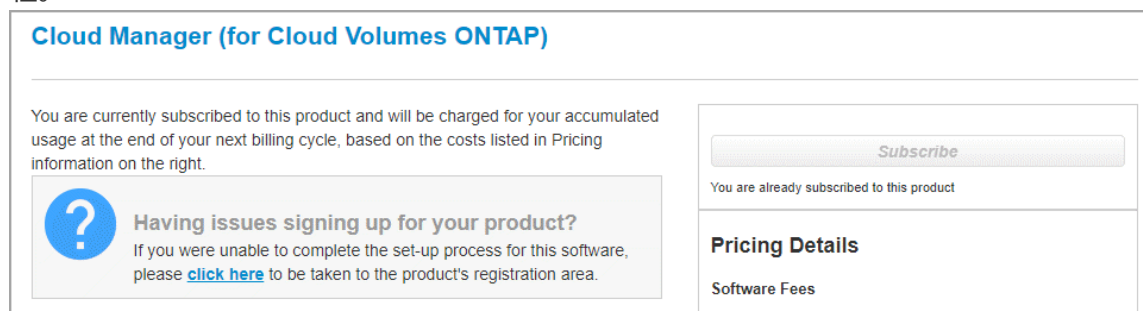 Cloud Manager (for Cloud Volumes ONTAP)
You are currently subscribed to this product and will be charged for your accumulated
usage at the end of your next billing cycle, based on the costs listed in Pricing
information on the right.
?
Having issues signing up for your product?
If you were unable to complete the set-up process for this software,
please click here to be taken to the product's registration area.
Subscribe
You are already subscribed to this product
Pricing Details
Software Fees